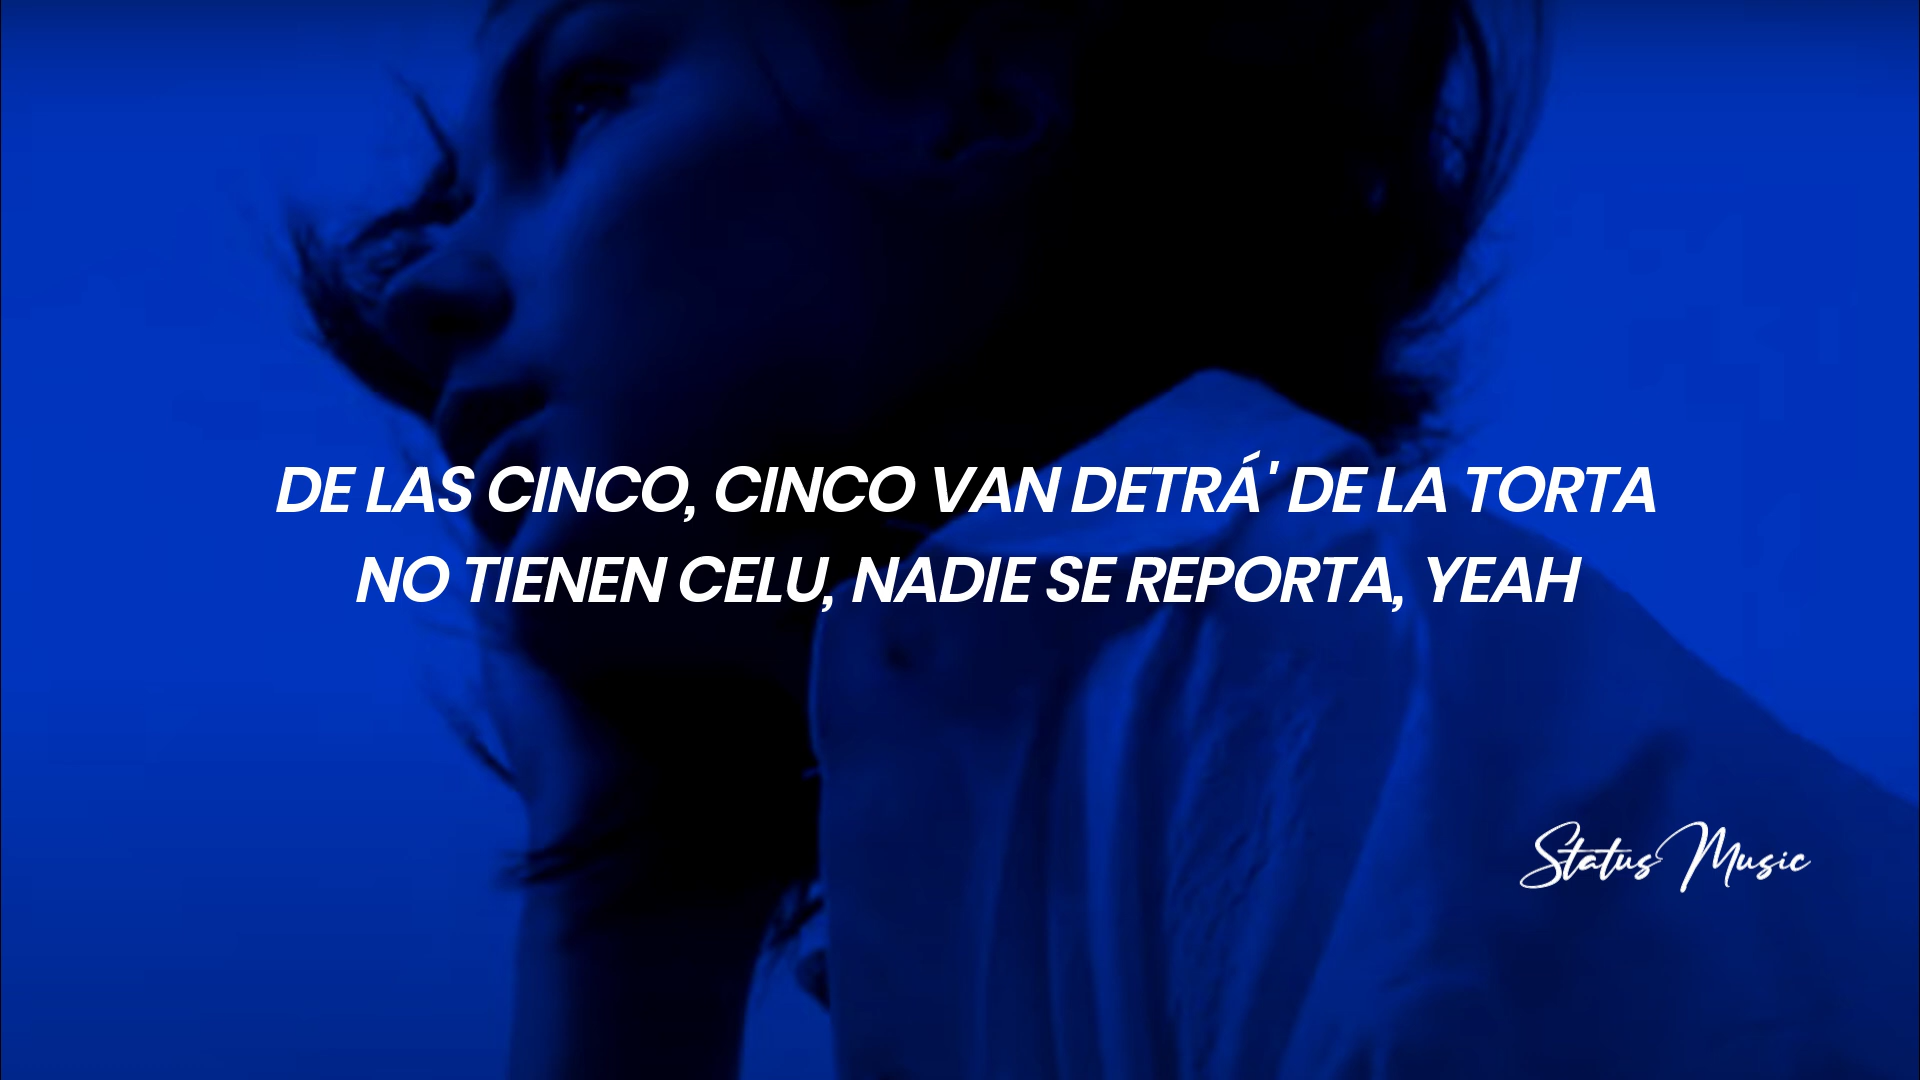 DE LAS CINCO, CINCO VAN DETRÁ' DE LA TORTA
NO TIENEN CELU, NADIE SE REPORTA, YEAH
Status Music